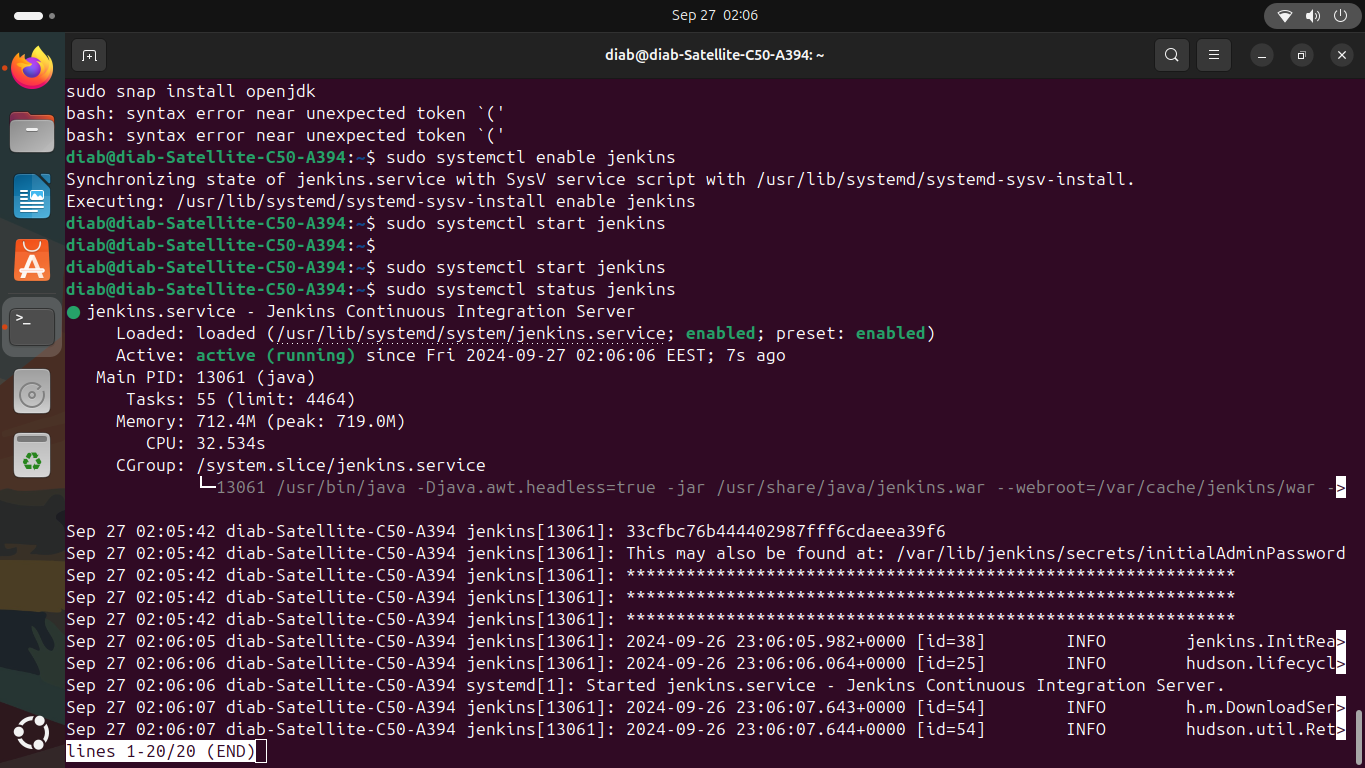 Sep 27 02:06
diab@diab-Satellite-C50-A394: ~
sudo snap install openjdk
bash: syntax error near unexpected token `('
bash: syntax error near unexpected token `('
diab@diab-Satellite-C50-A394:~$ sudo systemctl enable jenkins
Synchronizing state of jenkins.service with SysV service script with /usr/lib/systemd/systemd-sysv-install.
Executing: /usr/lib/systemd/systemd-sysv-install enable jenkins
diab@diab-Satellite-C50-A394:~$ sudo systemctl start jenkins
diab@diab-Satellite-C50-A394:~$
diab@diab-Satellite-C50-A394:~$ sudo systemctl start jenkins
diab@diab-Satellite-C50-A394:~$ sudo systemctl status jenkins
● jenkins.service - Jenkins Continuous Integration Server
Loaded: loaded (/usr/lib/systemd/system/jenkins.service; enabled; preset: enabled)
Active: active (running) since Fri 2024-09-27 02:06:06 EEST; 7s ago
Main PID: 13061 (java)
Tasks: 55 (limit: 4464)
Memory: 712.4M (peak: 719.0M)
CPU: 32.534s
CGroup: /system.slice/jenkins.service
└─13061 /usr/bin/java -Djava.awt.headless=true -jar /usr/share/java/jenkins.war --webroot=/var/cache/jenkins/war ->
Sep 27 02:05:42 diab-Satellite-C50-A394 jenkins[13061]: 33cfbc76b444402987fff6cdaeea39f6
Sep 27 02:05:42 diab-Satellite-C50-A394 jenkins[13061]: This may also be found at: /var/lib/jenkins/secrets/initialAdminPassword
Sep 27 02:05:42 diab-Satellite-C50-A394 jenkins[13061]: *************************************************************
Sep 27 02:05:42 diab-Satellite-C50-A394 jenkins[13061]: *************************************************************
Sep 27 02:05:42 diab-Satellite-C50-A394 jenkins[13061]: *************************************************************
Sep 27 02:06:05 diab-Satellite-C50-A394 jenkins[13061]: 2024-09-26 23:06:05.982+0000 [id=38] INFO jenkins.InitRea>
Sep 27 02:06:06 diab-Satellite-C50-A394 jenkins[13061]: 2024-09-26 23:06:06.064+0000 [id=25] INFO hudson.lifecycl>
Sep 27 02:06:06 diab-Satellite-C50-A394 systemd[1]: Started jenkins.service - Jenkins Continuous Integration Server.
Sep 27 02:06:07 diab-Satellite-C50-A394 jenkins[13061]: 2024-09-26 23:06:07.643+0000 [id=54] INFO h.m.DownloadSer>
Sep 27 02:06:07 diab-Satellite-C50-A394 jenkins[13061]: 2024-09-26 23:06:07.644+0000 [id=54] INFO hudson.util.Ret>
lines 1-20/20 (END)